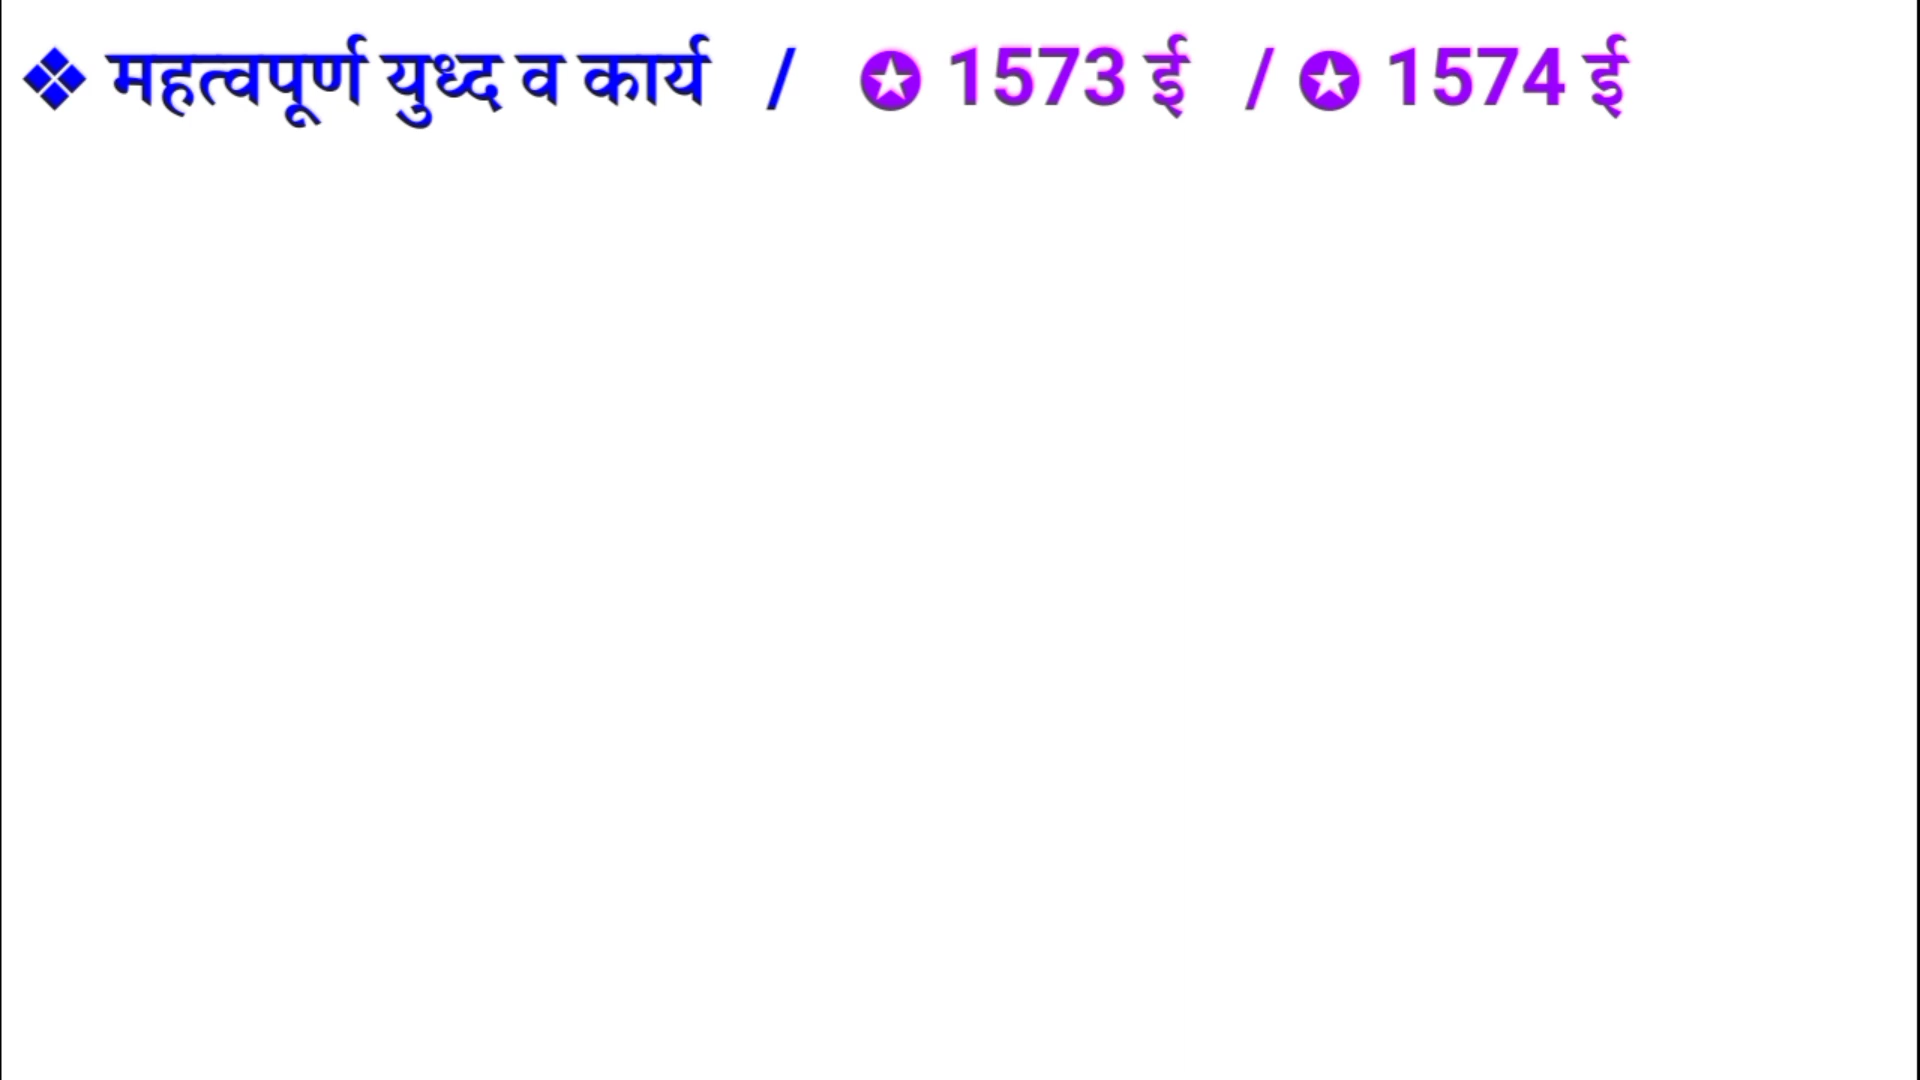 ❖ महत्वपूर्ण युध्द व कार्य / ✪ 1573 ई / ✪ 1574 ई